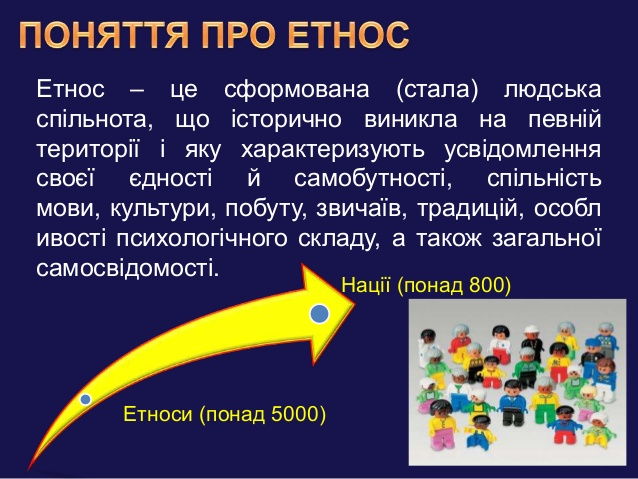 ПОНЯТТЯ ПРО ЕТНОС
Етнос – це сформована (стала) людська
спільнота, що історично виникла на певній
території і яку характеризують усвідомлення
своєї єдності й самобутності, спільність
мови, культури, побуту, звичаїв, традицій, особл
ивості психологічного складу, а також загальної
самосвідомості.
Нації (понад 800)
Етноси (понад 5000)